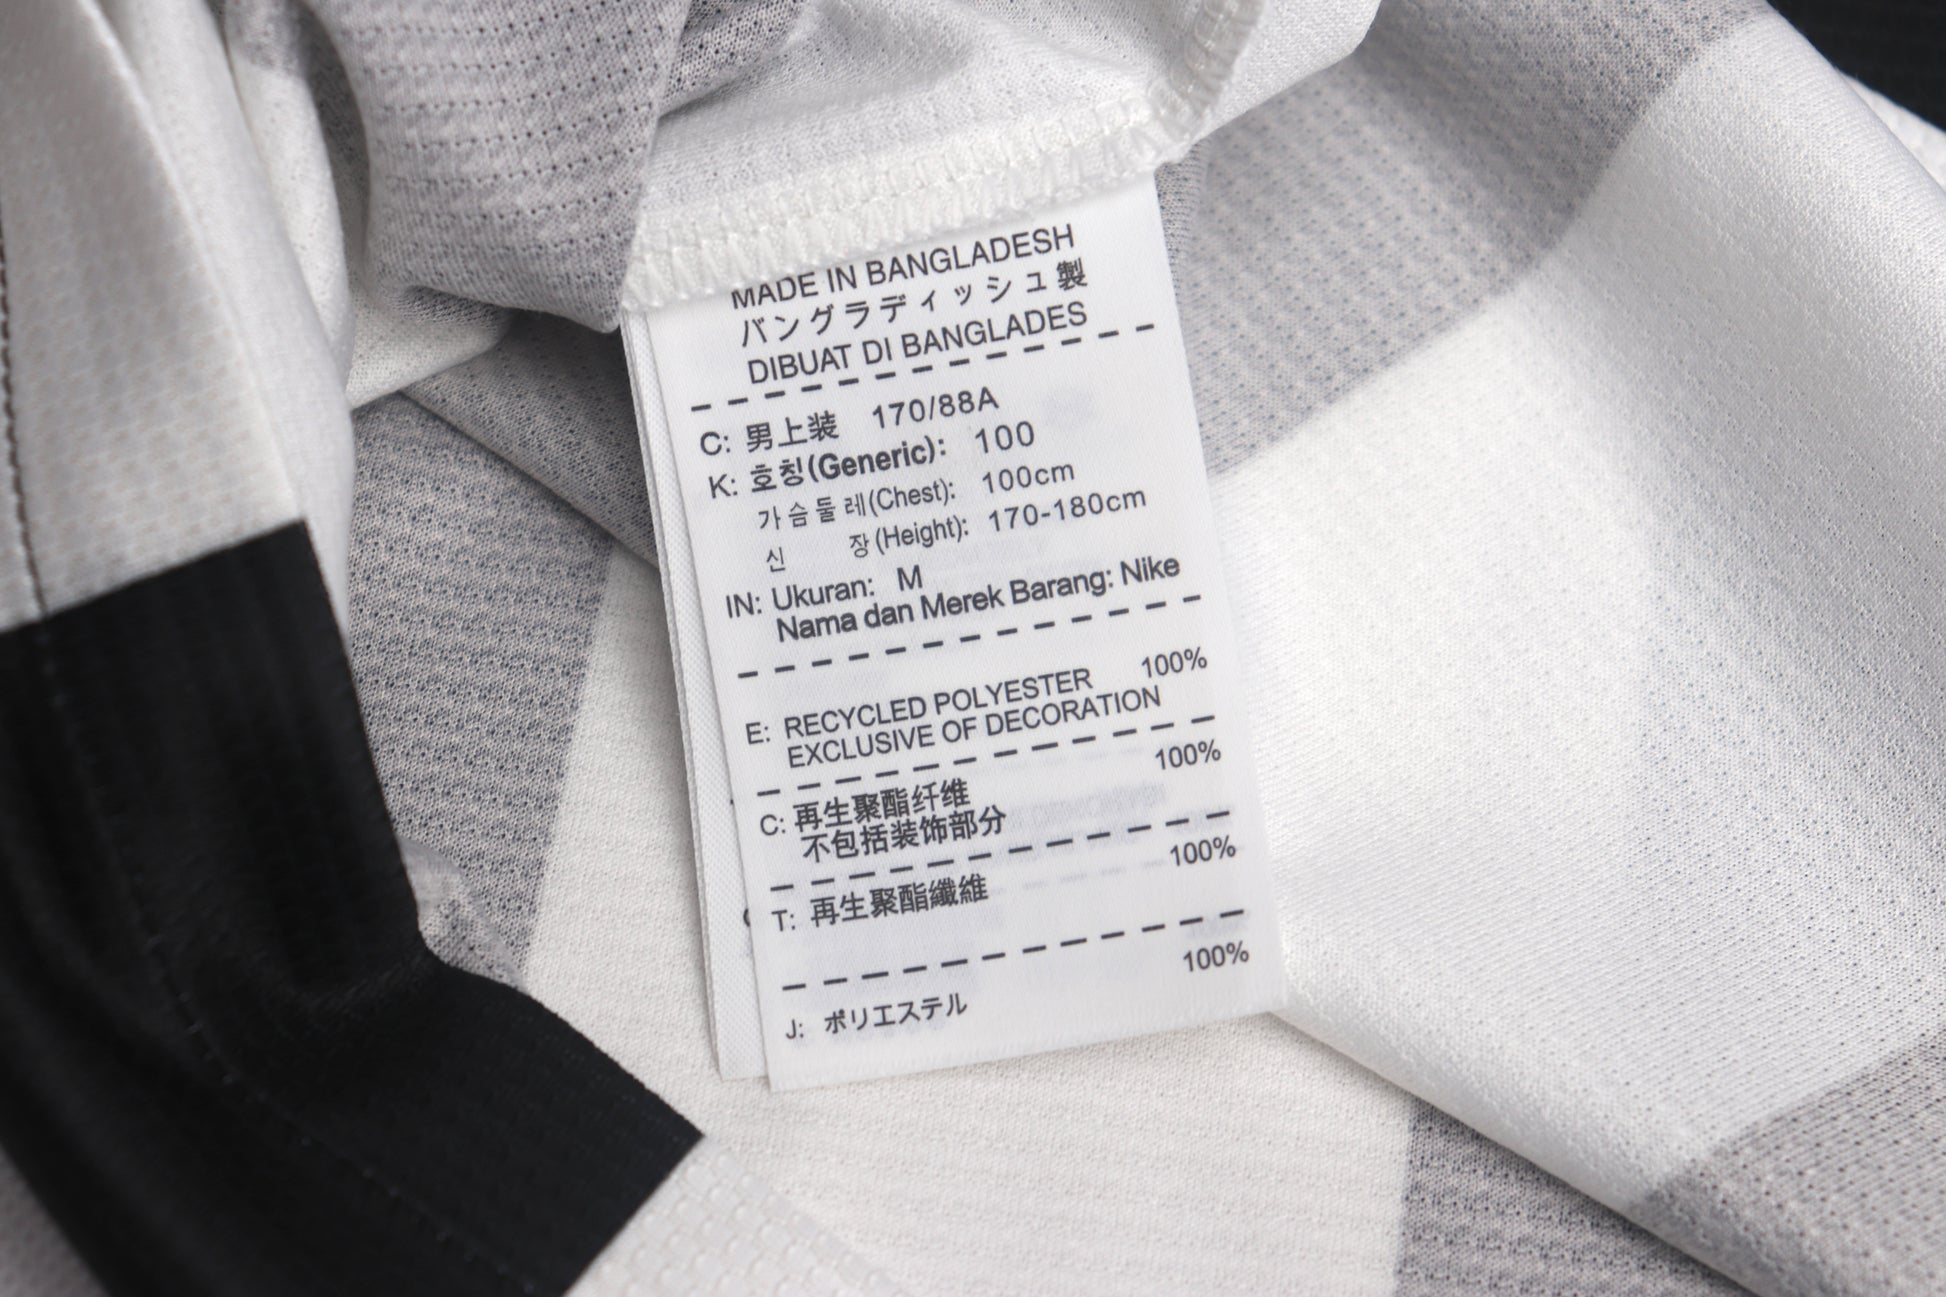 MADE IN BANGLADESH
バングラディッシュ製
DIBUAT DI BANGLADES
C: 男上装 170/88A
K: 호칭(Generic): 100
가슴둘레(Chest): 100cm
신 장(Height): 170-180cm
IN: Ukuran: M
Nama dan Merek Barang: Nike
100%
E: RECYCLED POLYESTER
EXCLUSIVE OF DECORATION
100%
C: 再生聚酯纤维
不包括装饰部分
100%
T: 再生聚酯纖維
100%
J: ポリエステル